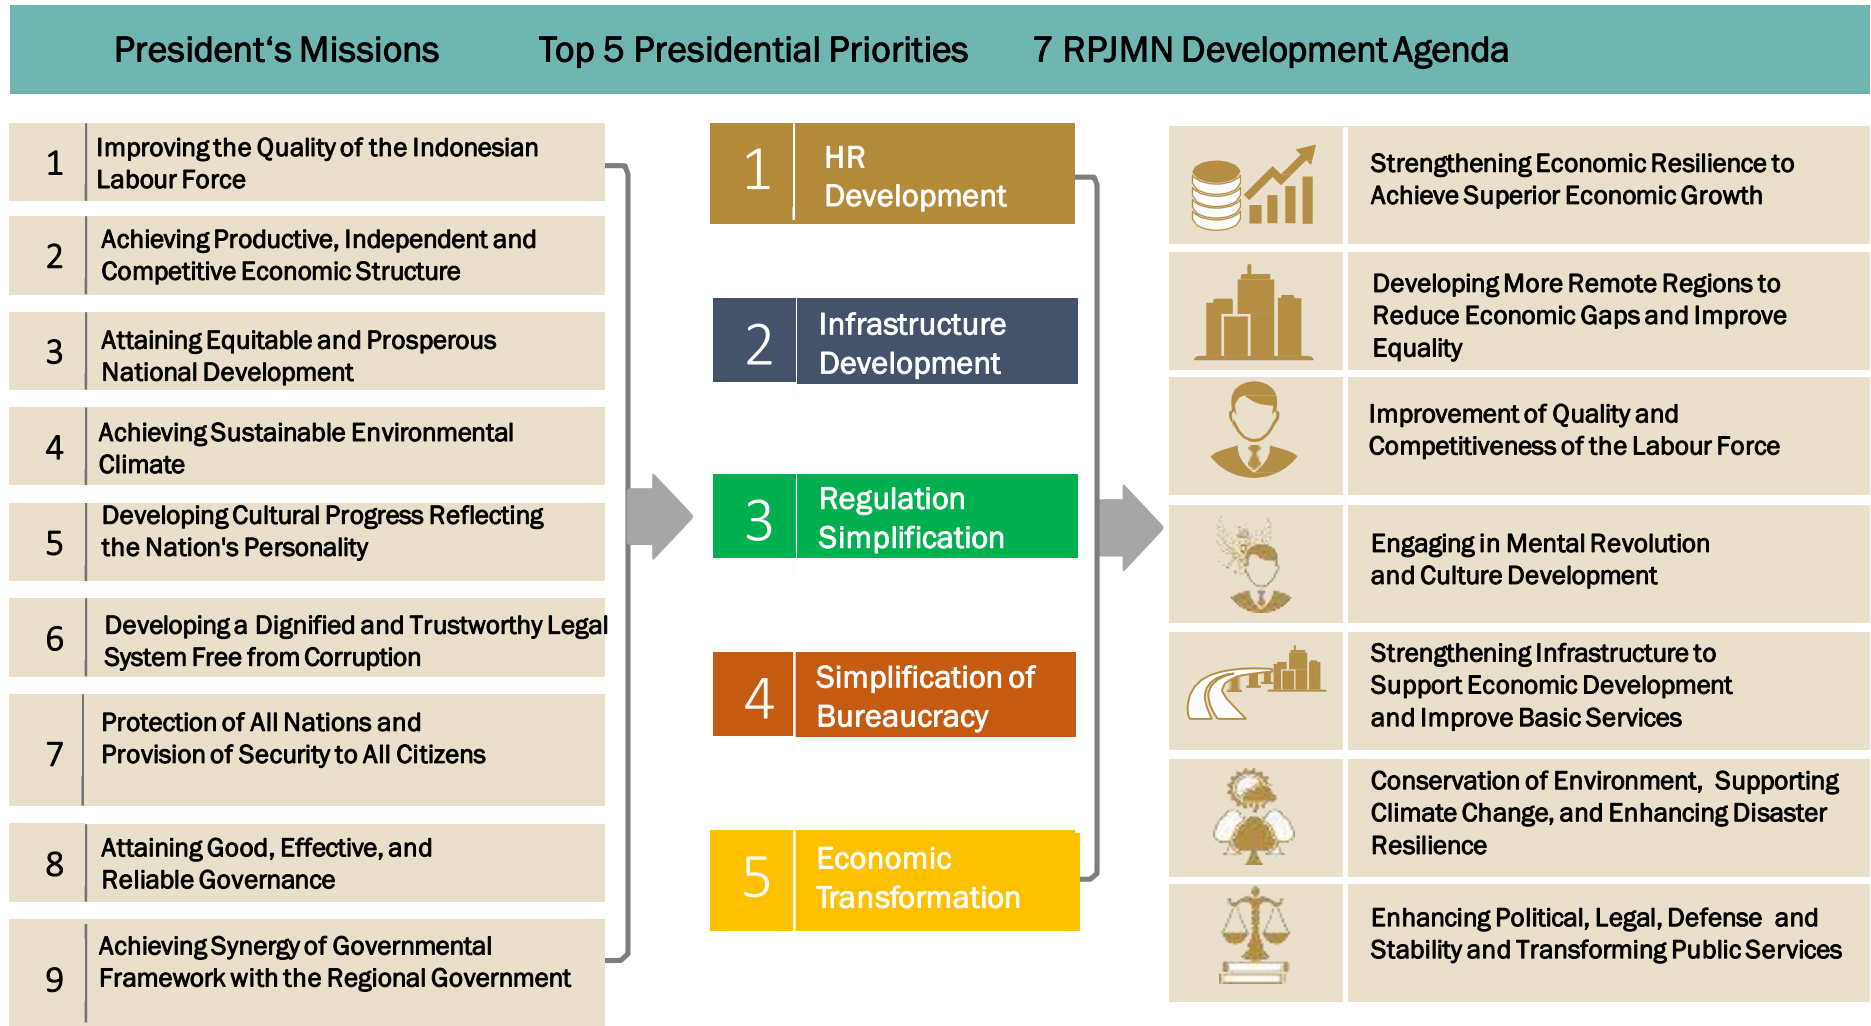 President‘s Missions
Top 5 Presidential Priorities
7 RPJMN Development Agenda
1
Improving the Quality of the Indonesian
Labour Force
2
Achieving Productive, Independent and
Competitive Economic Structure
3
Attaining Equitable and Prosperous
National Development
4
Achieving Sustainable Environmental
Climate
5
Developing Cultural Progress Reflecting
the Nation's Personality
6
Developing a Dignified and Trustworthy Legal
System Free from Corruption
7
Protection of All Nations and
Provision of Security to All Citizens
8
Attaining Good, Effective, and
Reliable Governance
9
Achieving Synergy of Governmental
Framework with the Regional Government
1
HR
Development
2
Infrastructure
Development
3
Regulation
Simplification
4
Simplification of
Bureaucracy
5
Economic
Transformation
Strengthening Economic Resilience to
Achieve Superior Economic Growth
Developing More Remote Regions to
Reduce Economic Gaps and Improve
Equality
Improvement of Quality and
Competitiveness of the Labour Force
Engaging in Mental Revolution
and Culture Development
Strengthening Infrastructure to
Support Economic Development
and Improve Basic Services
Conservation of Environment, Supporting
Climate Change, and Enhancing Disaster
Resilience
Enhancing Political, Legal, Defense and
Stability and Transforming Public Services